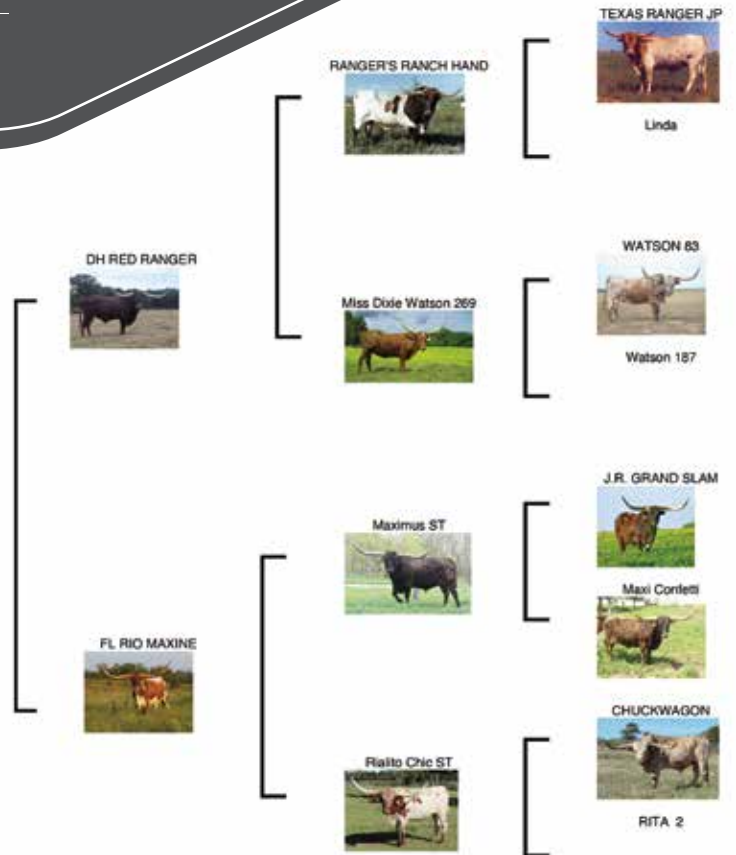 TEXAS RANGER JP
RANGER'S RANCH HAND
Linda
DH RED RANGER
WATSON 83
Miss Dixie Watson 269
Watson 187
J.R. GRAND SLAM
Maximus ST
Maxi Confetti
FL RIO MAXINE
CHUCKWAGON
Rialito Chic ST
RITA 2